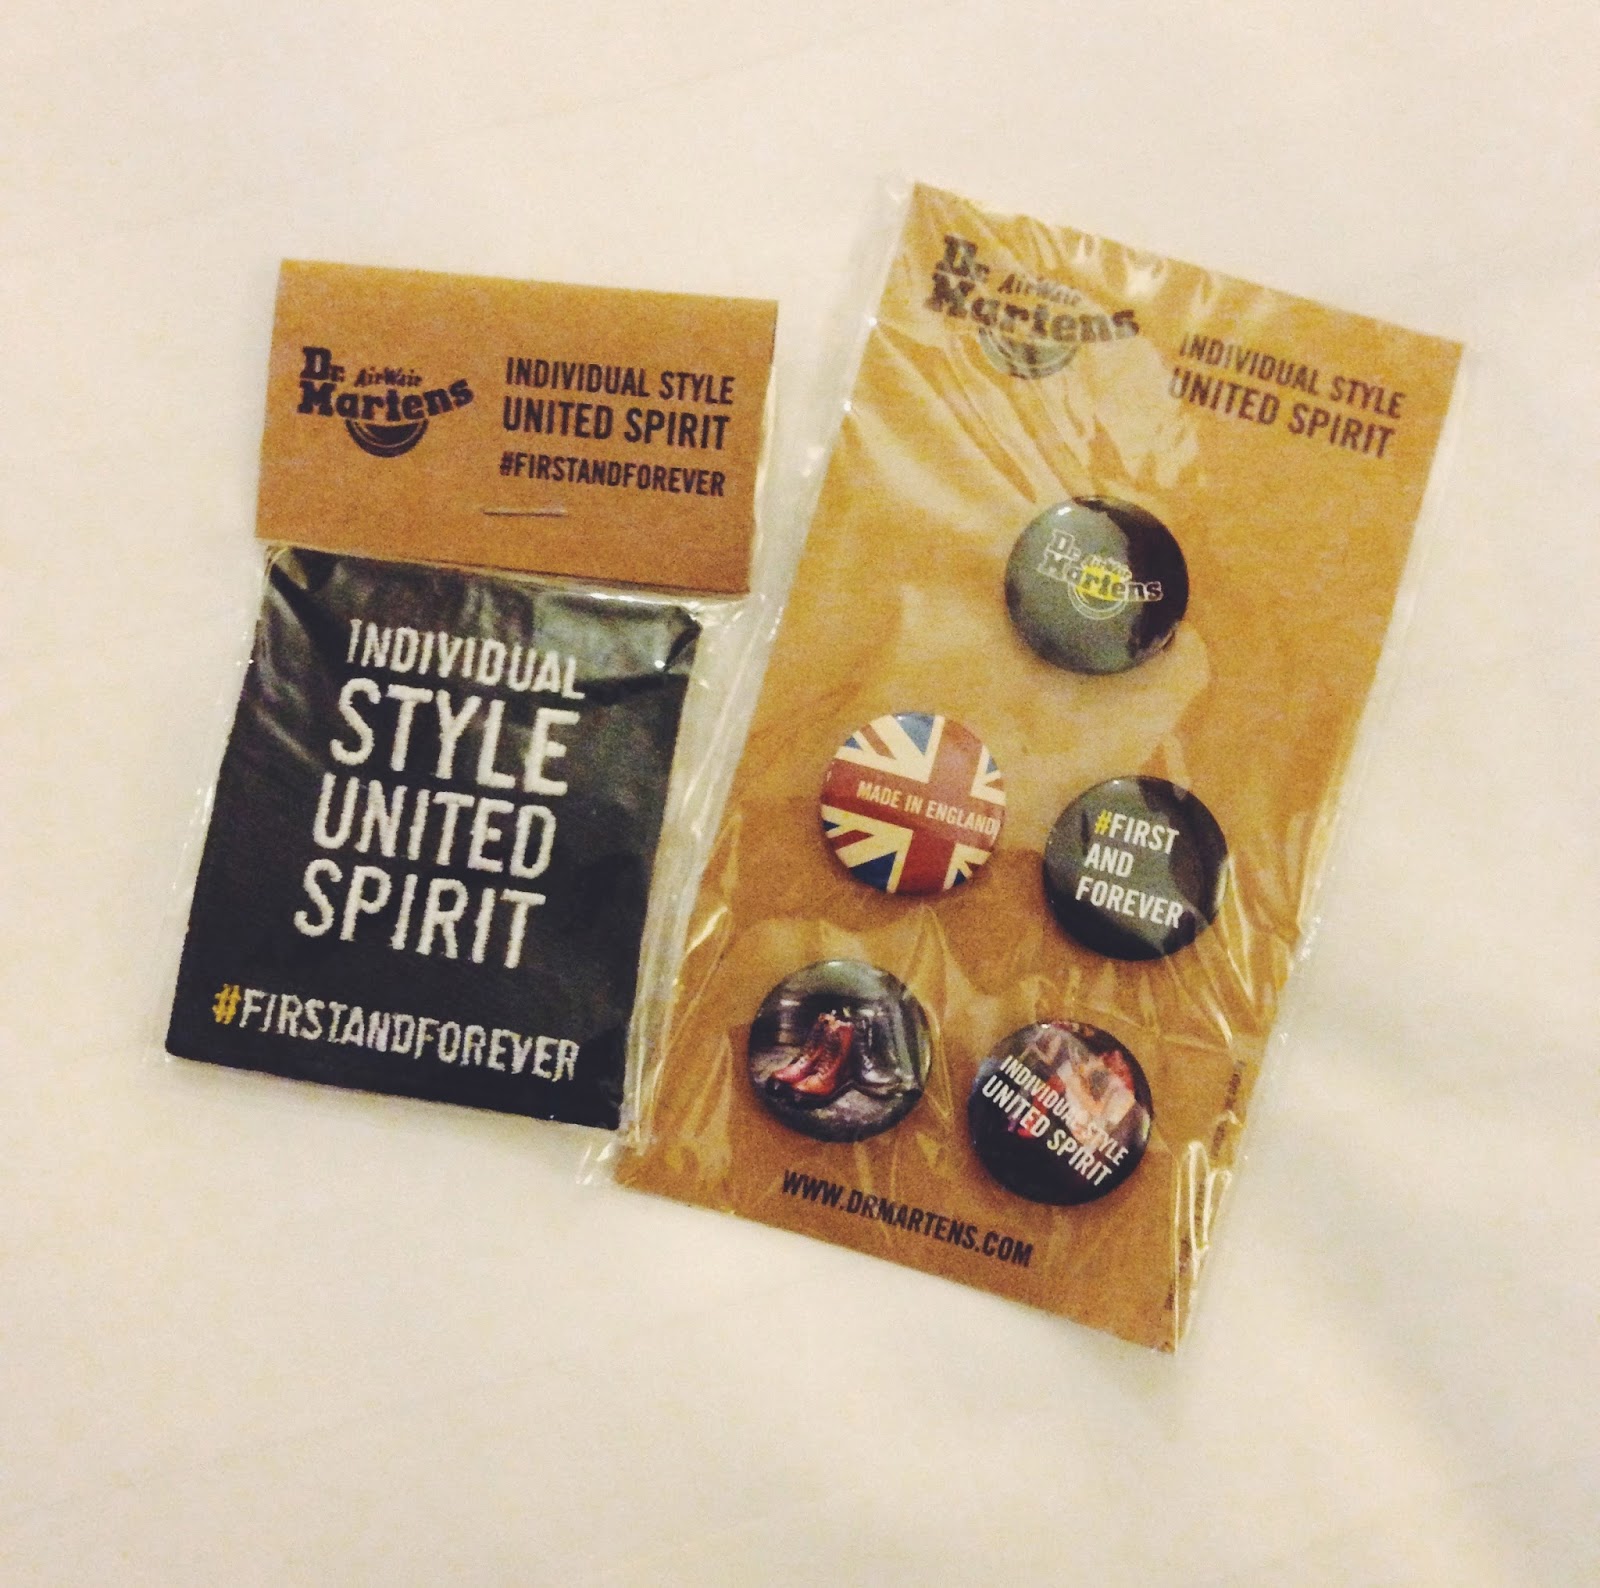 Dr. AirWair
Martens
INDIVIDUAL STYLE
UNITED SPIRIT
#FIRSTANDFOREVER
INDIVIDUAL
STYLE
UNITED
SPIRIT
#FIRSTANDFOREVER
Dr. AirWair
Martens
INDIVIDUAL STYLE
UNITED SPIRIT
Dr. AirWair
Martens
MADE IN ENGLAND
#FIRST
AND
FOREVER
INDIVIDUAL STYLE
UNITED SPIRIT
WWW.DRMARTENS.COM